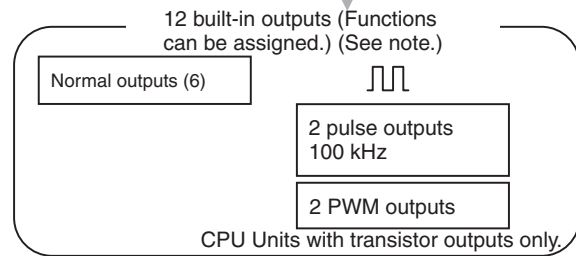 12 built-in outputs (Functions
can be assigned.) (See note.)
Normal outputs (6)
2 pulse outputs
100 kHz
2 PWM outputs
CPU Units with transistor outputs only.